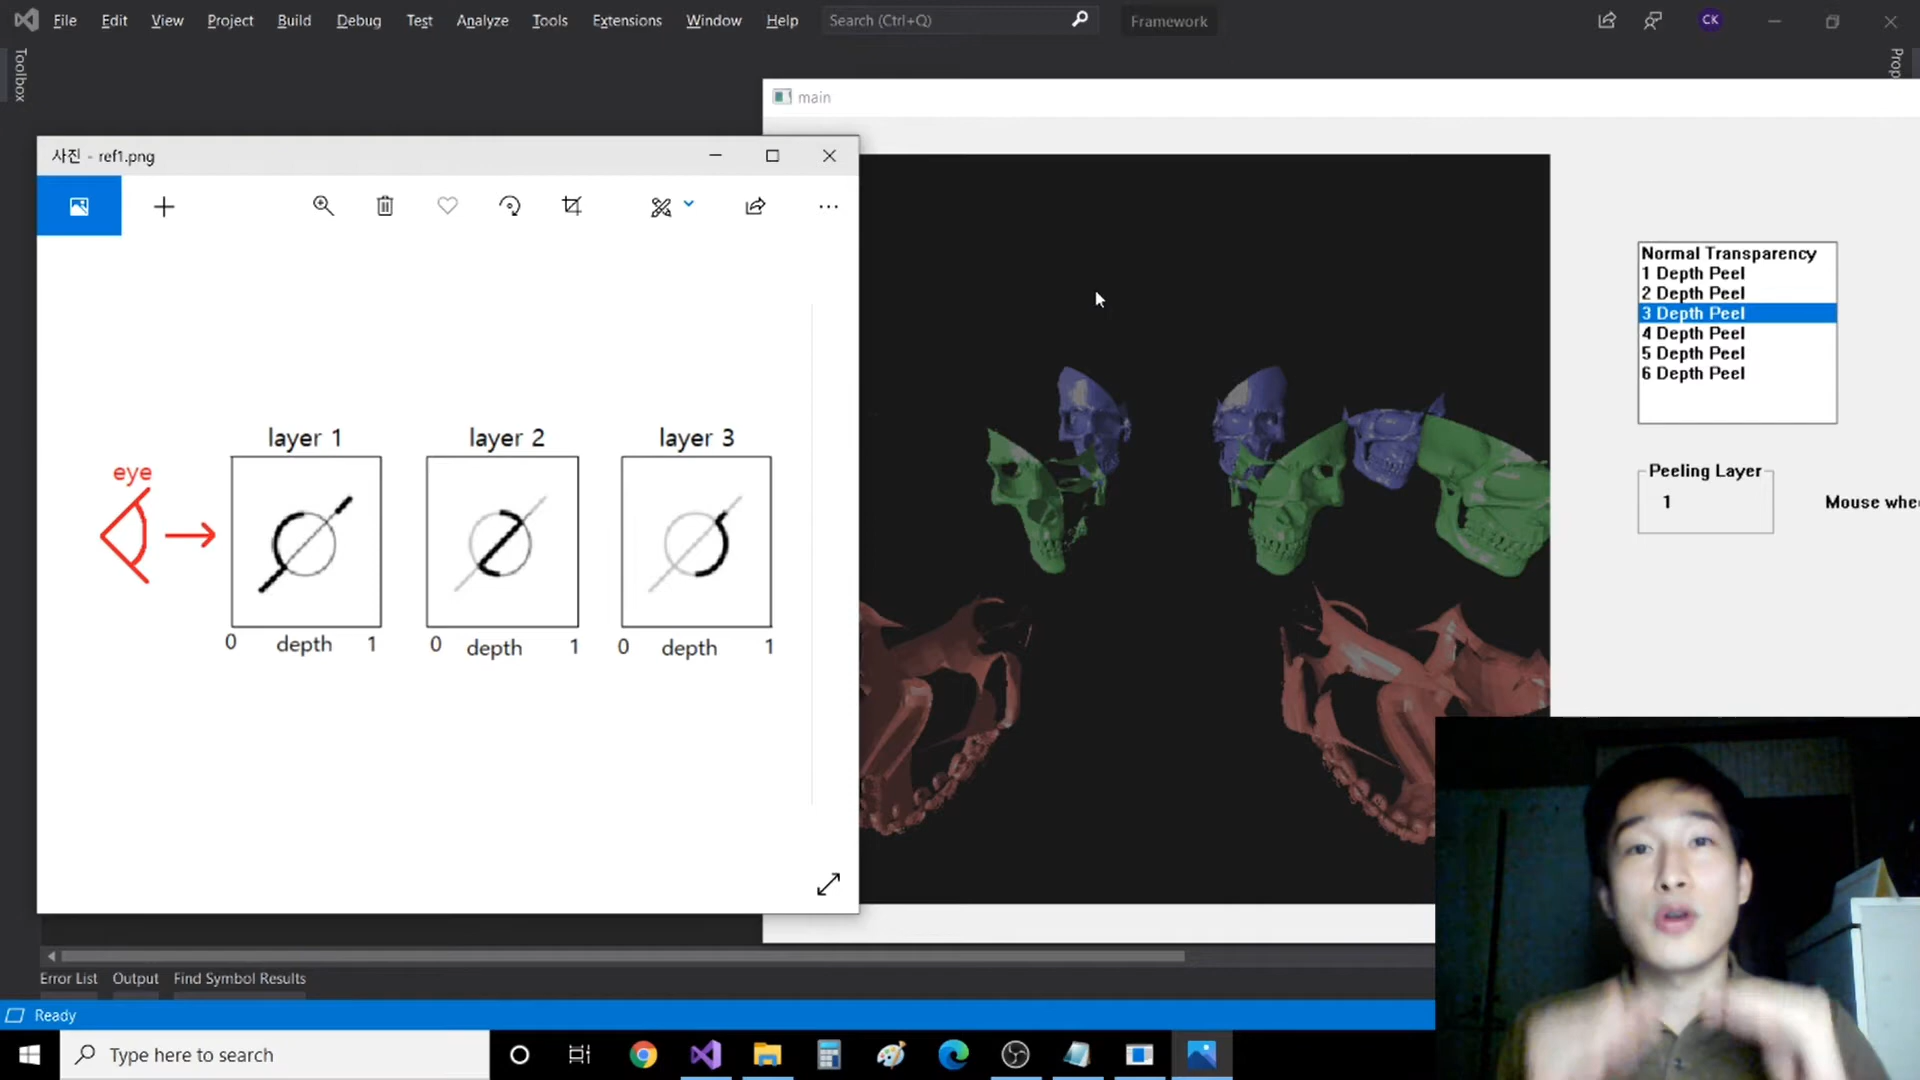 File Edit View Project Build Debug Test Analyze Tools Extensions Window Help Search (Ctrl+Q) Framework CK
Toolbox
Prop
main
사진 - ref1.png
Normal Transparency
1 Depth Peel
2 Depth Peel
3 Depth Peel
4 Depth Peel
5 Depth Peel
6 Depth Peel
layer 1 layer 2 layer 3
eye
Peeling Layer
1 Mouse whe
0 depth 1 0 depth 1 0 depth 1
Error List Output Find Symbol Results
Ready
Type here to search